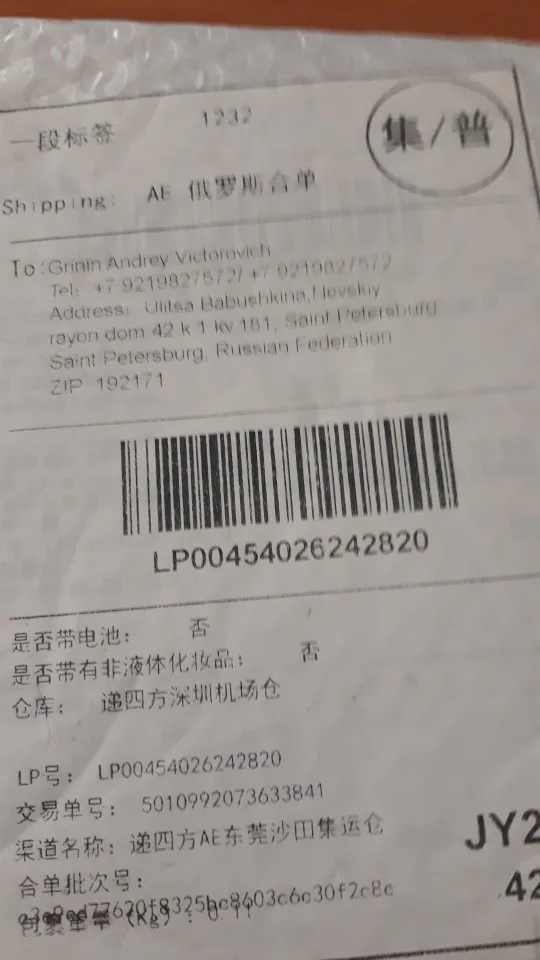 1232
一段标签
集/普
Shipping: AE 俄罗斯合单
To: Grinin Andrey Victorovich
Tel: +7 9219827572/ +7 9219827572
Address: Ulitsa Babushkina, Nevskiy
rayon dom 42 k 1 kv 181, Saint Petersburg
Saint Petersburg, Russian Federation
ZIP 192171
LP00454026242820
是否带电池: 否
是否带有非液体化妆品: 否
仓库: 递四方深圳机场仓
LP号: LP00454026242820
交易单号: 5010992073633841
渠道名称: 递四方AE东莞沙田集运仓
JY2
合单批次号:
42
包裹重量 (kg) :